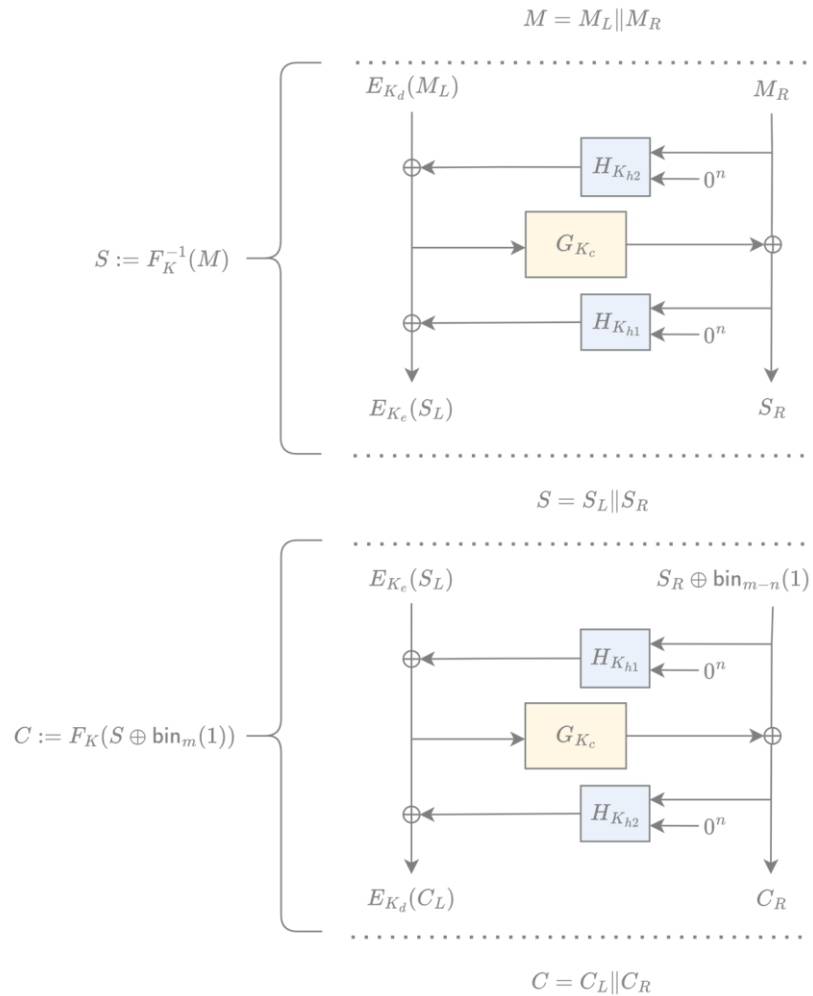 M = M_L‖M_R
E_{K_d}(M_L) M_R
H_{K_{h2}} 0^n
S := F_K^{-1}(M) G_{K_c}
H_{K_{h1}} 0^n
E_{K_e}(S_L) S_R
S = S_L‖S_R
E_{K_e}(S_L) S_R ⊕ bin_{m−n}(1)
H_{K_{h1}} 0^n
C := F_K(S ⊕ bin_m(1)) G_{K_c}
H_{K_{h2}} 0^n
E_{K_d}(C_L) C_R
C = C_L‖C_R